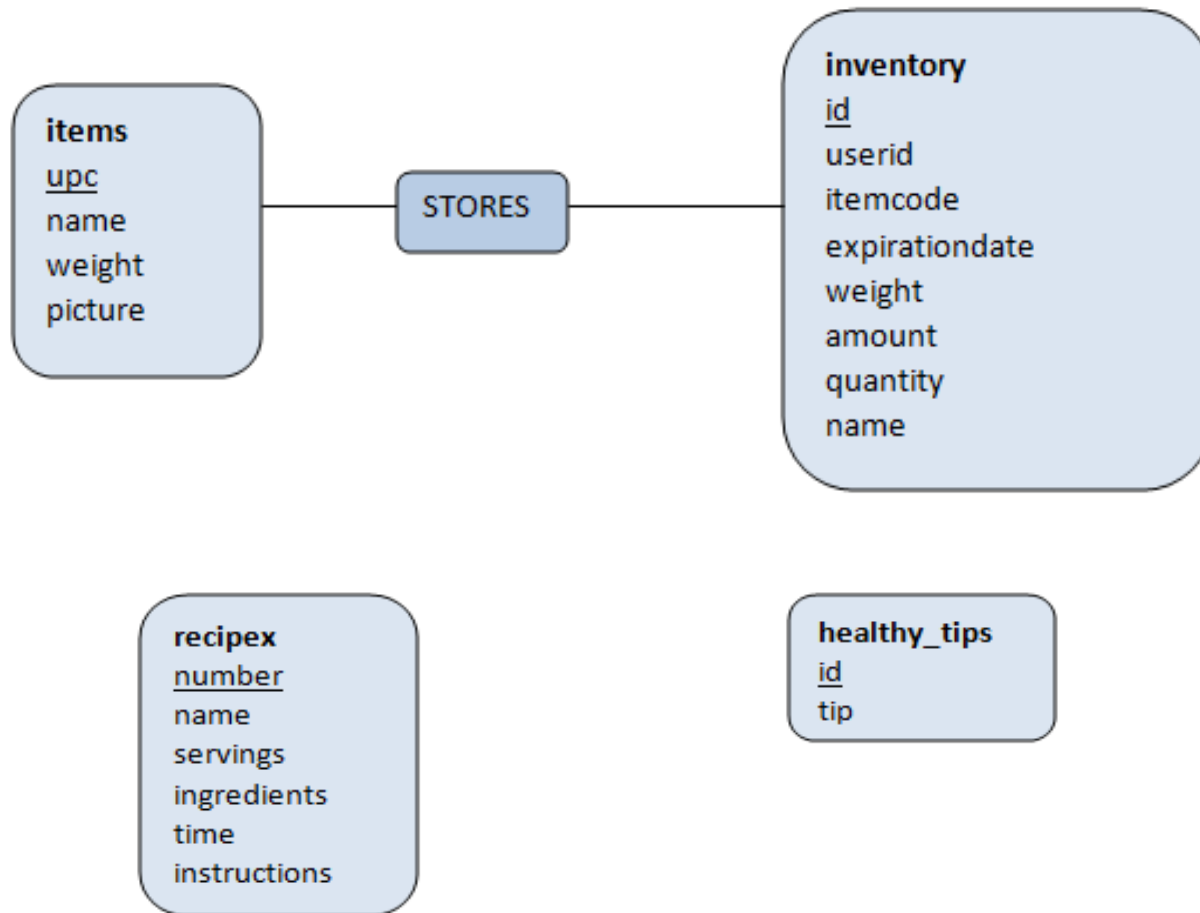 items
upc
name
weight
picture
STORES
inventory
id
userid
itemcode
expirationdate
weight
amount
quantity
name
recipex
number
name
servings
ingredients
time
instructions
healthy_tips
id
tip